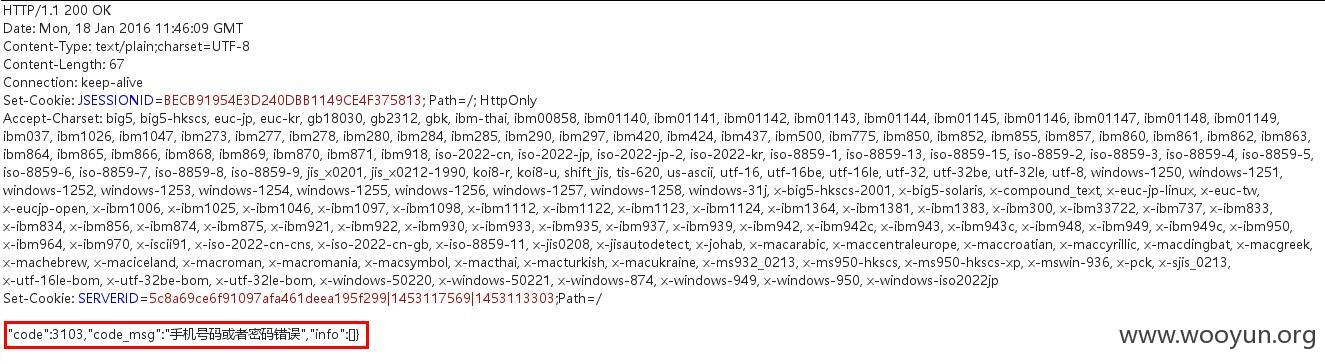 HTTP/1.1 200 OK
Date: Mon, 18 Jan 2016 11:46:09 GMT
Content-Type: text/plain;charset=UTF-8
Content-Length: 67
Connection: keep-alive
Set-Cookie: JSESSIONID=BECB91954E3D240DBB1149CE4F375813; Path=/; HttpOnly
Accept-Charset: big5, big5-hkscs, euc-jp, euc-kr, gb18030, gb2312, gbk, ibm-thai, ibm00858, ibm01140, ibm01141, ibm01142, ibm01143, ibm01144, ibm01145, ibm01146, ibm01147, ibm01148, ibm01149,
ibm037, ibm1026, ibm1047, ibm273, ibm277, ibm278, ibm280, ibm284, ibm285, ibm290, ibm297, ibm420, ibm424, ibm437, ibm500, ibm775, ibm850, ibm852, ibm855, ibm857, ibm860, ibm861, ibm862, ibm863,
ibm864, ibm865, ibm866, ibm868, ibm869, ibm870, ibm871, ibm918, iso-2022-cn, iso-2022-jp, iso-2022-jp-2, iso-2022-kr, iso-8859-1, iso-8859-13, iso-8859-15, iso-8859-2, iso-8859-3, iso-8859-4, iso-8859-5,
iso-8859-6, iso-8859-7, iso-8859-8, iso-8859-9, jis_x0201, jis_x0212-1990, koi8-r, koi8-u, shift_jis, tis-620, us-ascii, utf-16, utf-16be, utf-16le, utf-32, utf-32be, utf-32le, utf-8, windows-1250, windows-1251,
windows-1252, windows-1253, windows-1254, windows-1255, windows-1256, windows-1257, windows-1258, windows-31j, x-big5-hkscs-2001, x-big5-solaris, x-compound_text, x-euc-jp-linux, x-euc-tw,
x-eucjp-open, x-ibm1006, x-ibm1025, x-ibm1046, x-ibm1097, x-ibm1098, x-ibm1112, x-ibm1122, x-ibm1123, x-ibm1124, x-ibm1364, x-ibm1381, x-ibm1383, x-ibm300, x-ibm33722, x-ibm737, x-ibm833,
x-ibm834, x-ibm856, x-ibm874, x-ibm875, x-ibm921, x-ibm922, x-ibm930, x-ibm933, x-ibm935, x-ibm937, x-ibm939, x-ibm942, x-ibm942c, x-ibm943, x-ibm943c, x-ibm948, x-ibm949, x-ibm949c, x-ibm950,
x-ibm964, x-ibm970, x-iscii91, x-iso-2022-cn-cns, x-iso-2022-cn-gb, x-iso-8859-11, x-jis0208, x-jisautodetect, x-johab, x-macarabic, x-maccentraleurope, x-maccroatian, x-maccyrillic, x-macdingbat, x-macgreek,
x-machebrew, x-maciceland, x-macroman, x-macromania, x-macsymbol, x-macthai, x-macturkish, x-macukraine, x-ms932_0213, x-ms950-hkscs, x-ms950-hkscs-xp, x-mswin-936, x-pck, x-sjis_0213,
x-utf-16le-bom, x-utf-32be-bom, x-utf-32le-bom, x-windows-50220, x-windows-50221, x-windows-874, x-windows-949, x-windows-950, x-windows-iso2022jp
Set-Cookie: SERVERID=5c8a69ce6f91097afa461deea195f299|1453117569|1453113303;Path=/
"code":3103,"code_msg":"手机号码或者密码错误","info":[]}
www.wooyun.org